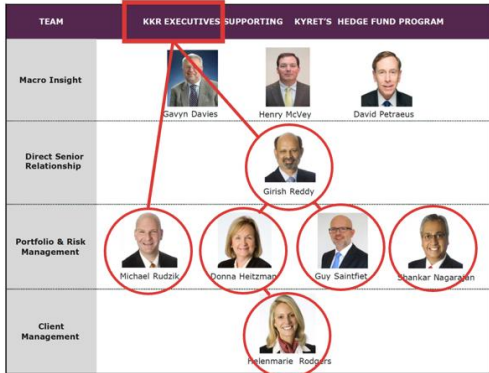 TEAM KKR EXECUTIVES SUPPORTING KYRET'S HEDGE FUND PROGRAM
Macro Insight
Gavyn Davies Henry McVey David Petraeus
Direct Senior
Relationship
Girish Reddy
Portfolio & Risk
Management
Michael Rudzik Donna Heitzman Guy Saintfiet Shankar Nagarajan
Client
Management
Helenmarie Rodgers